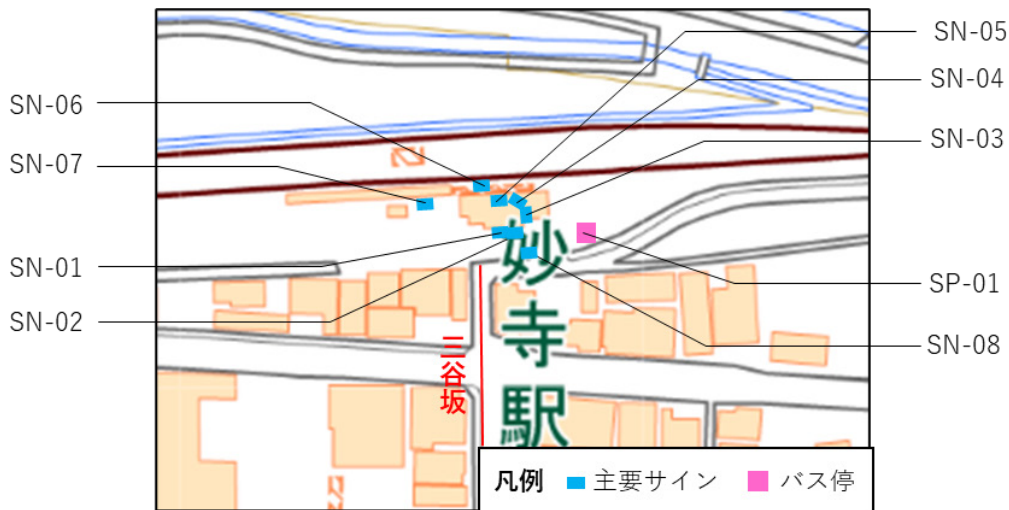 SN-05
SN-04
SN-06
SN-03
SN-07
SN-01
SN-02
SP-01
SN-08
妙寺駅
三谷坂
凡例 主要サイン バス停